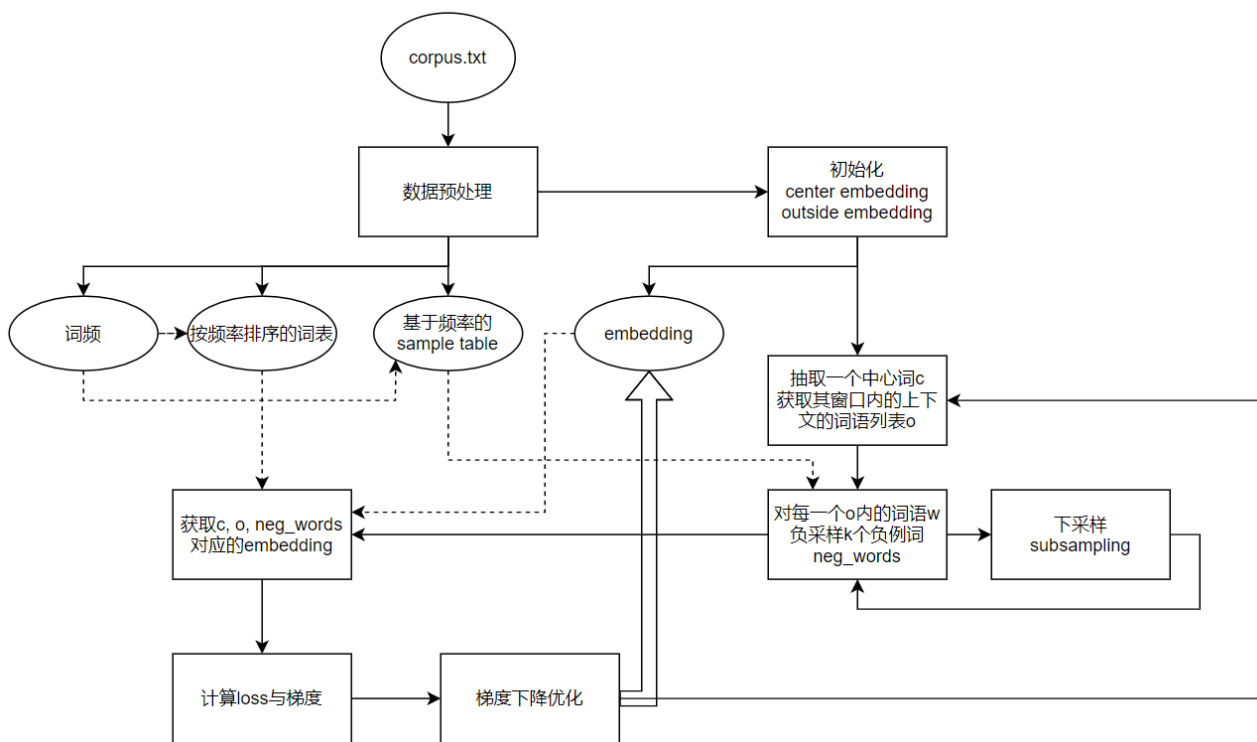 corpus.txt
数据预处理
初始化
center embedding
outside embedding
词频
按频率排序的词表
基于频率的
sample table
embedding
抽取一个中心词c
获取其窗口内的上下
文的词语列表o
获取c, o, neg_words
对应的embedding
对每一个o内的词语w
负采样k个负例词
neg_words
下采样
subsampling
计算loss与梯度
梯度下降优化